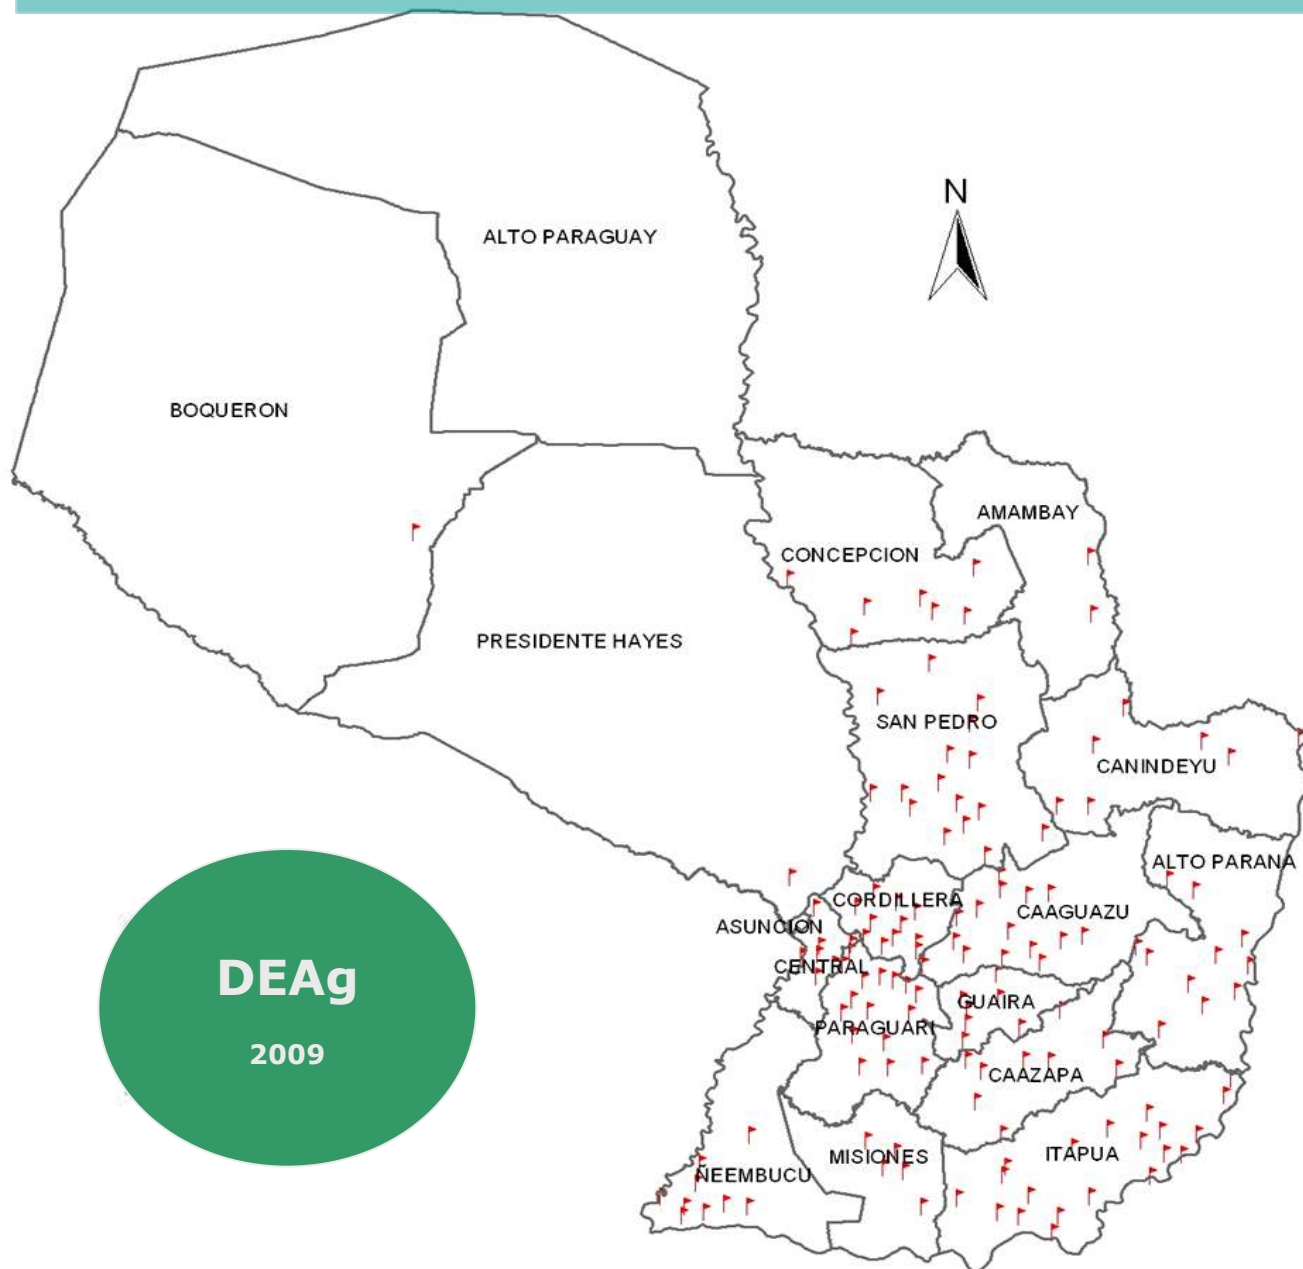 N
ALTO PARAGUAY
BOQUERON
AMAMBAY
CONCEPCION
PRESIDENTE HAYES
SAN PEDRO
CANINDEYU
ALTO PARANA
CORDILLERA
CAAGUAZU
ASUNCION
CENTRAL
GUAIRA
PARAGUARI
CAAZAPA
MISIONES
ITAPUA
ÑEEMBUCU
DEAg
2009